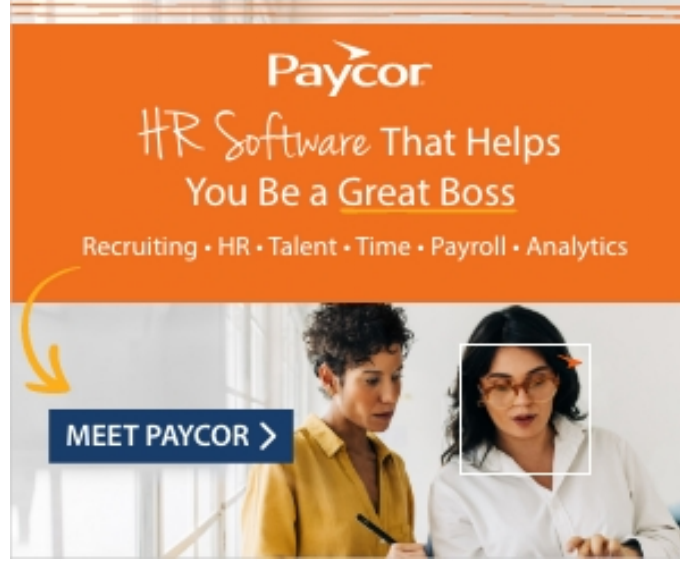 Paycor
HR Software That Helps
You Be a Great Boss
Recruiting • HR • Talent • Time • Payroll • Analytics
MEET PAYCOR >